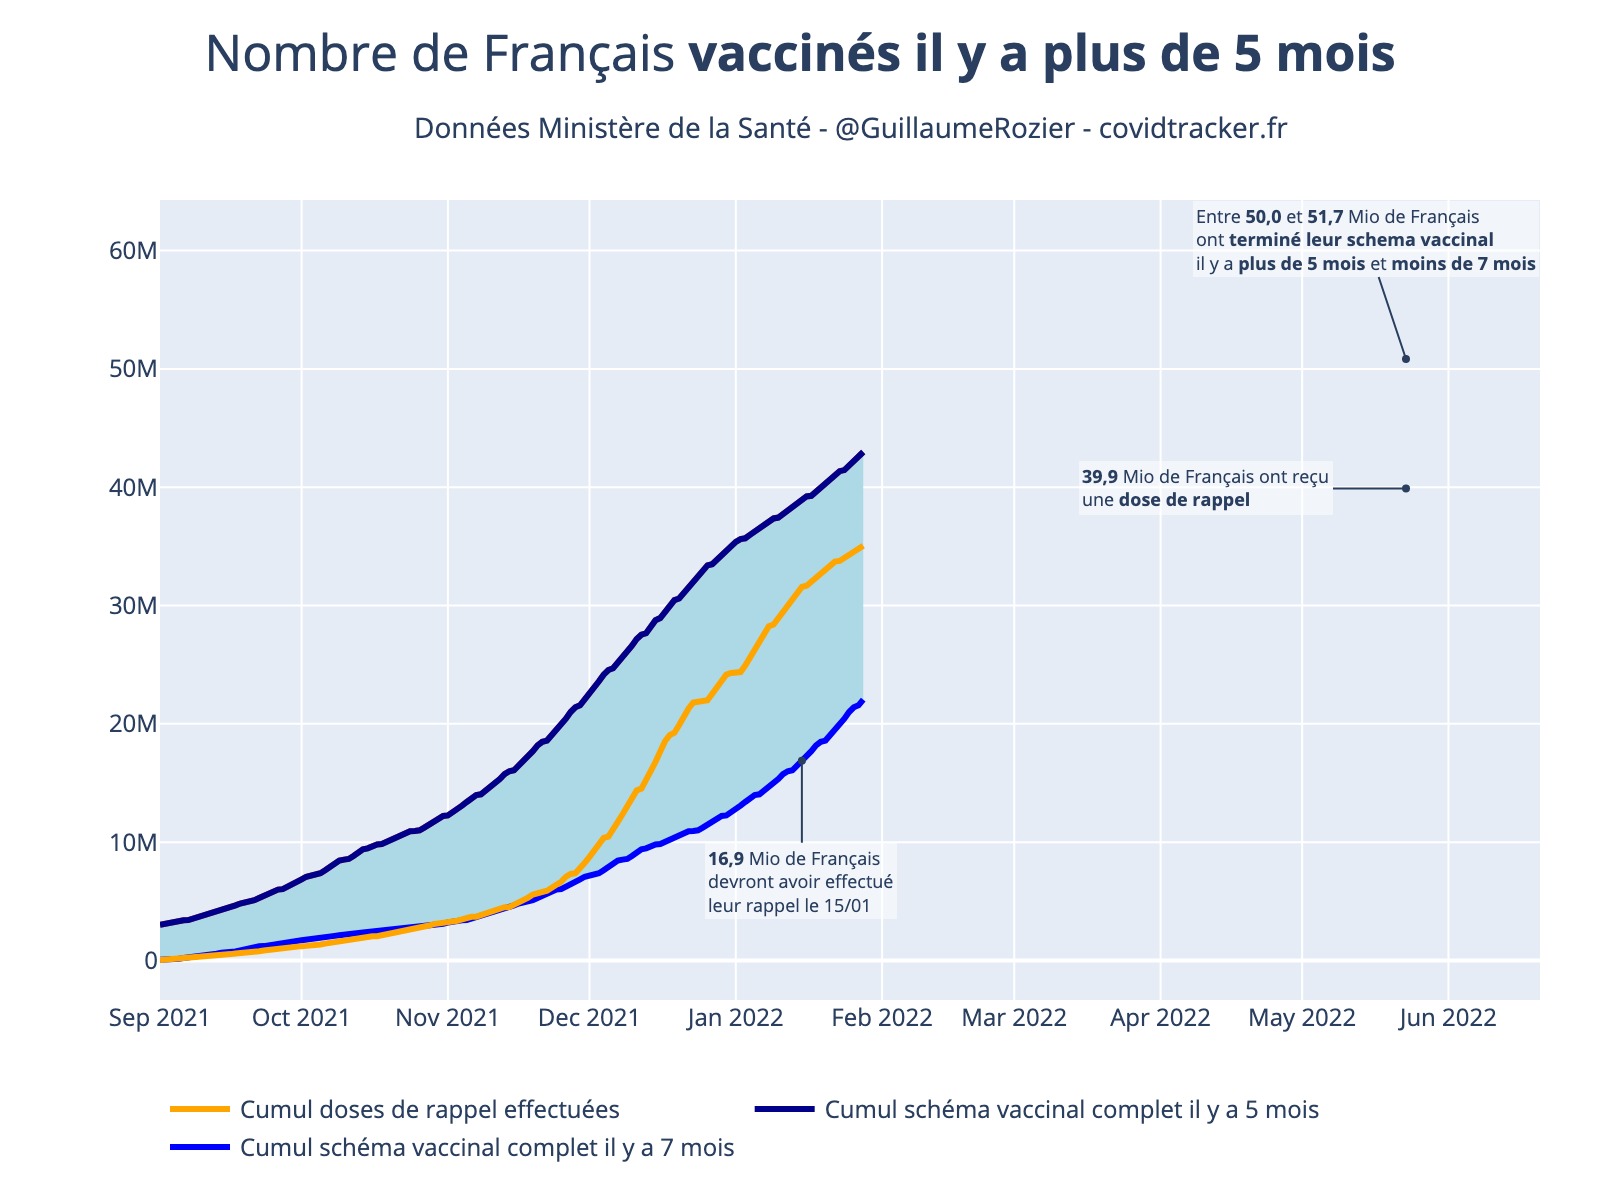 Nombre de Français vaccinés il y a plus de 5 mois
Données Ministère de la Santé - @GuillaumeRozier - covidtracker.fr
Entre 50,0 et 51,7 Mio de Français
ont terminé leur schema vaccinal
il y a plus de 5 mois et moins de 7 mois
60M
50M
40M
30M
20M
10M
0
39,9 Mio de Français ont reçu
une dose de rappel
16,9 Mio de Français
devront avoir effectué
leur rappel le 15/01
Sep 2021 Oct 2021 Nov 2021 Dec 2021 Jan 2022 Feb 2022 Mar 2022 Apr 2022 May 2022 Jun 2022
Cumul doses de rappel effectuées Cumul schéma vaccinal complet il y a 5 mois
Cumul schéma vaccinal complet il y a 7 mois